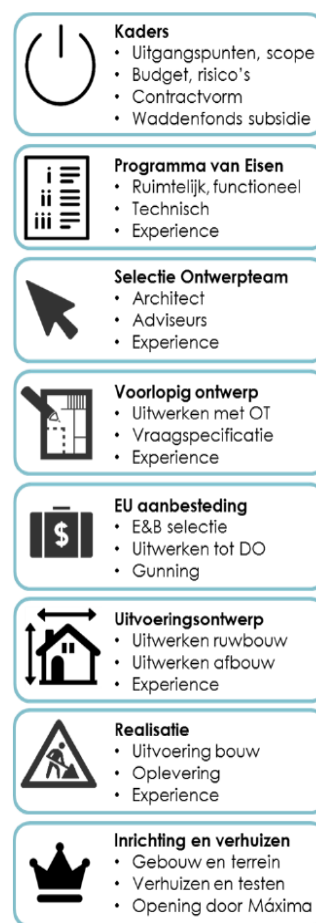 Kaders
• Uitgangspunten, scope
• Budget, risico's
• Contractvorm
• Waddenfonds subsidie
i
ii
iii
Programma van Eisen
• Ruimtelijk, functioneel
• Technisch
• Experience
Selectie Ontwerpteam
• Architect
• Adviseurs
• Experience
Voorlopig ontwerp
• Uitwerken met OT
• Vraagspecificatie
• Experience
$
EU aanbesteding
• E&B selectie
• Uitwerken tot DO
• Gunning
Uitvoeringsontwerp
• Uitwerken ruwbouw
• Uitwerken afbouw
• Experience
Realisatie
• Uitvoering bouw
• Oplevering
• Experience
Inrichting en verhuizen
• Gebouw en terrein
• Verhuizen en testen
• Opening door Máxima